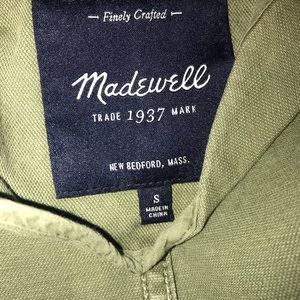 Finely Crafted
Madewell
TRADE 1937 MARK
NEW BEDFORD, MASS.
S
MADE IN
CHINA